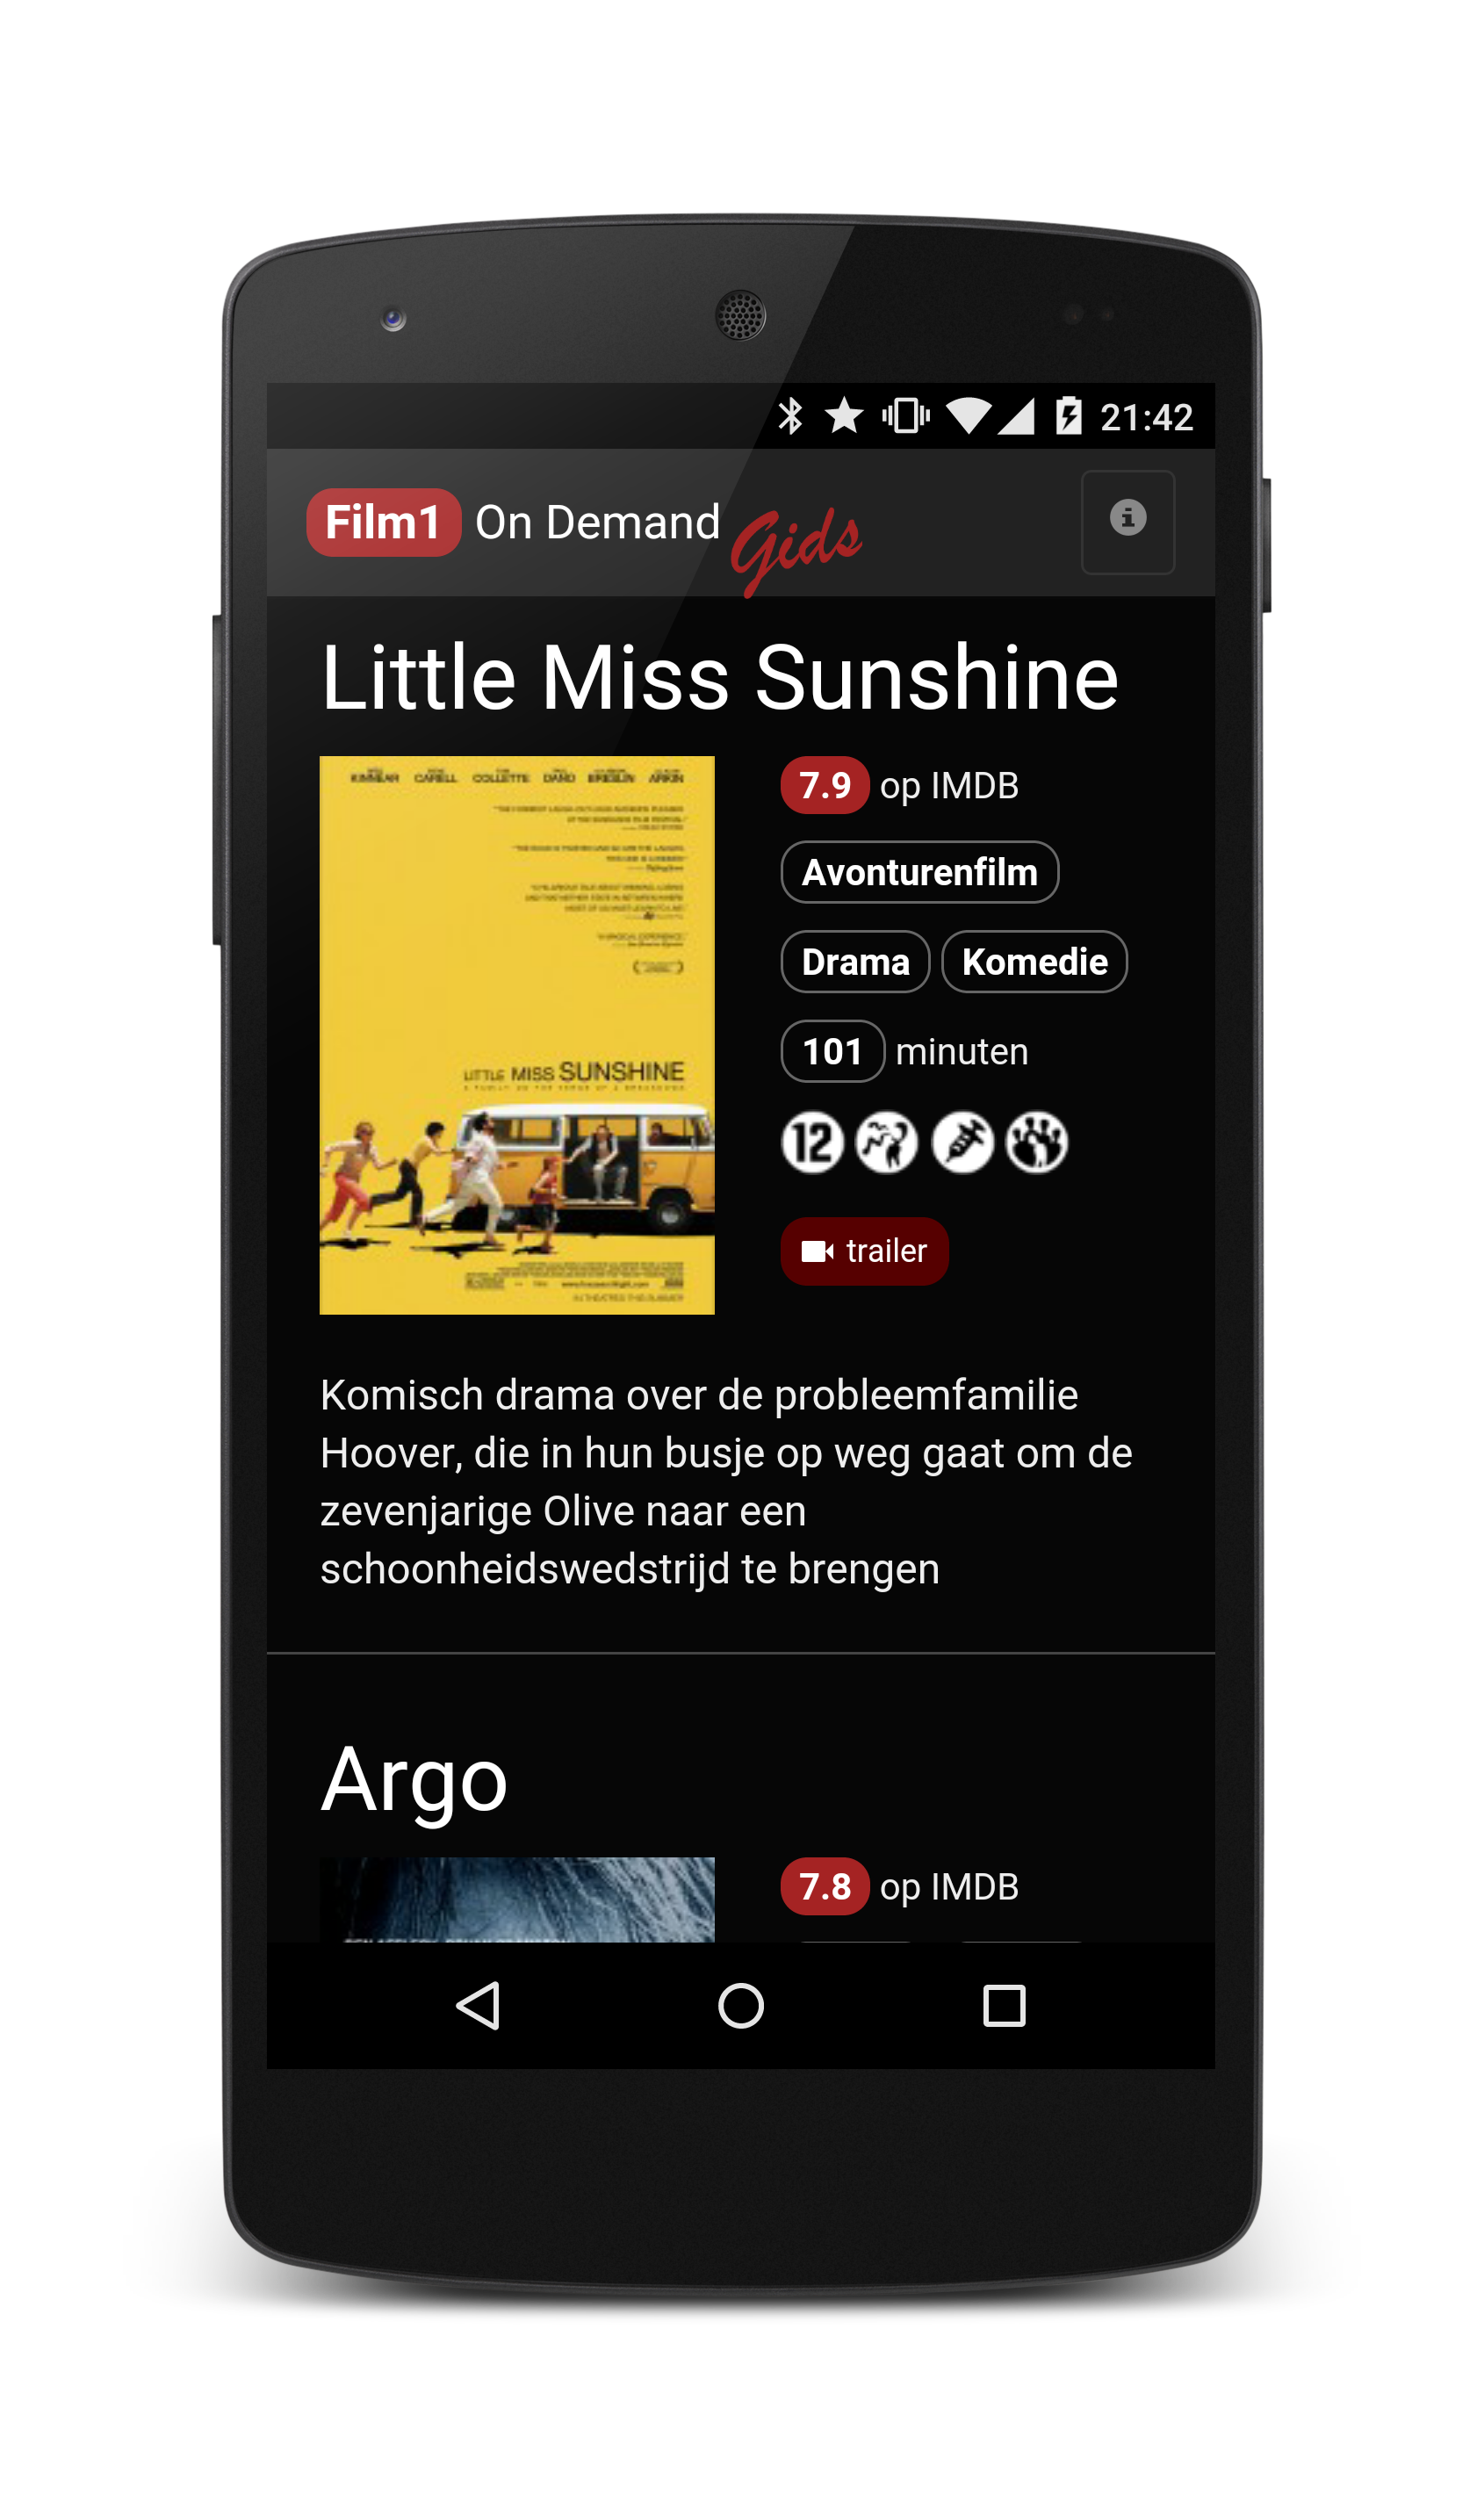 21:42
Film1 On Demand Gids
Little Miss Sunshine
KINNEAR CARELL COLLETTE DANO BRESLIN ARKIN
LITTLE MISS SUNSHINE
7.9 op IMDB
Avonturenfilm
Drama Komedie
101 minuten
12
trailer
Komisch drama over de probleemfamilie
Hoover, die in hun busje op weg gaat om de
zevenjarige Olive naar een
schoonheidswedstrijd te brengen
Argo
7.8 op IMDB